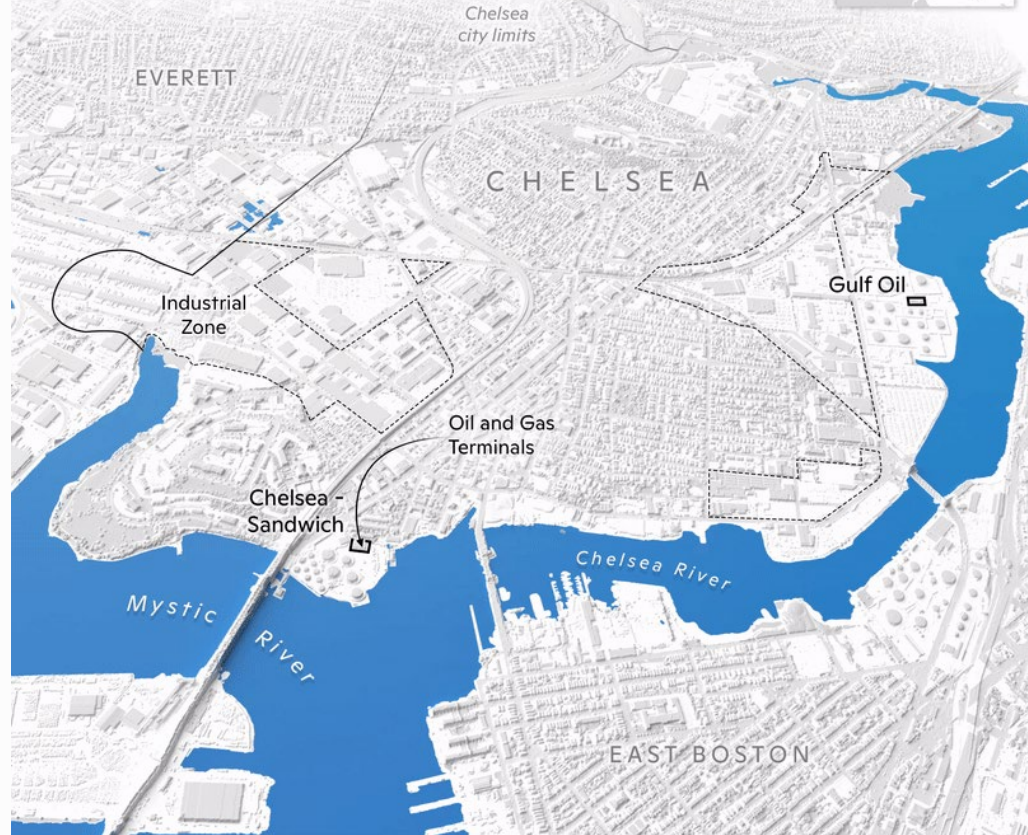 Chelsea
city limits
EVERETT
CHELSEA
Gulf Oil
Industrial
Zone
Oil and Gas
Terminals
Chelsea -
Sandwich
Chelsea River
Mystic River
EAST BOSTON